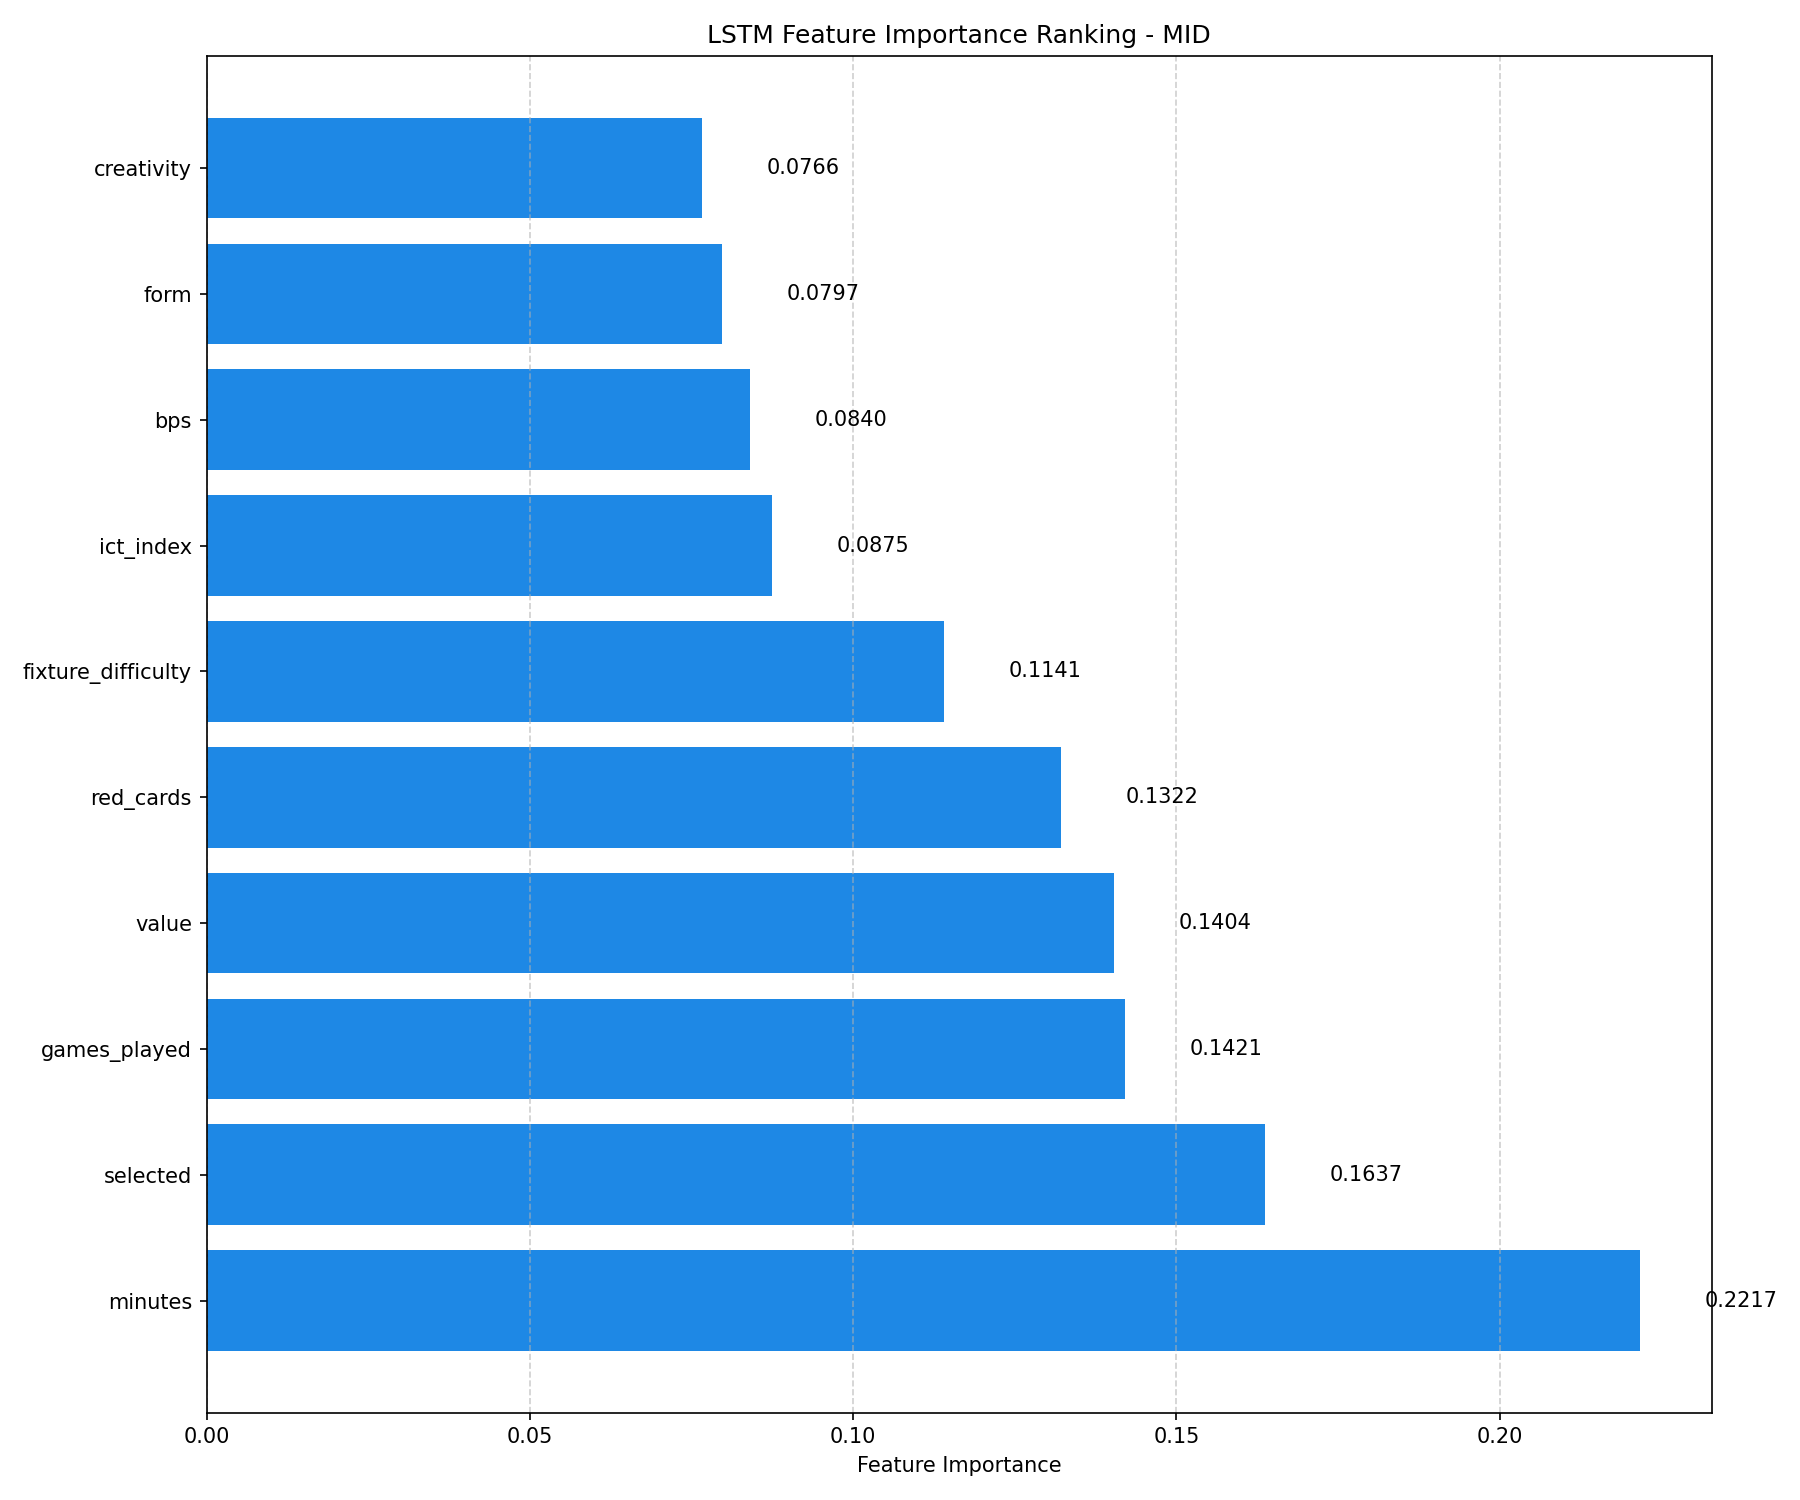 LSTM Feature Importance Ranking - MID
creativity
0.0766
form
0.0797
bps
0.0840
ict_index
0.0875
fixture_difficulty
0.1141
red_cards
0.1322
value
0.1404
games_played
0.1421
selected
0.1637
minutes
0.2217
0.00
0.05
0.10
0.15
0.20
Feature Importance